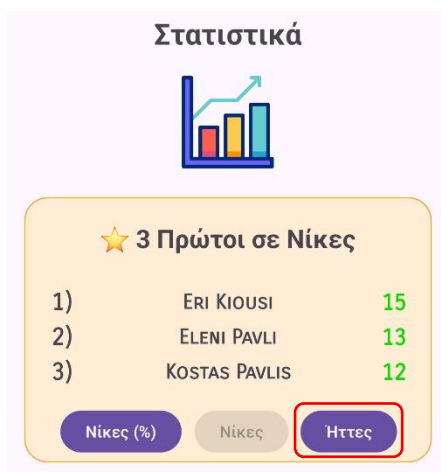 Στατιστικά
⭐ 3 Πρώτοι σε Νίκες
1) ERI KIOUSI 15
2) ELENI PAVLI 13
3) KOSTAS PAVLIS 12
Νίκες (%) Νίκες Ήττες